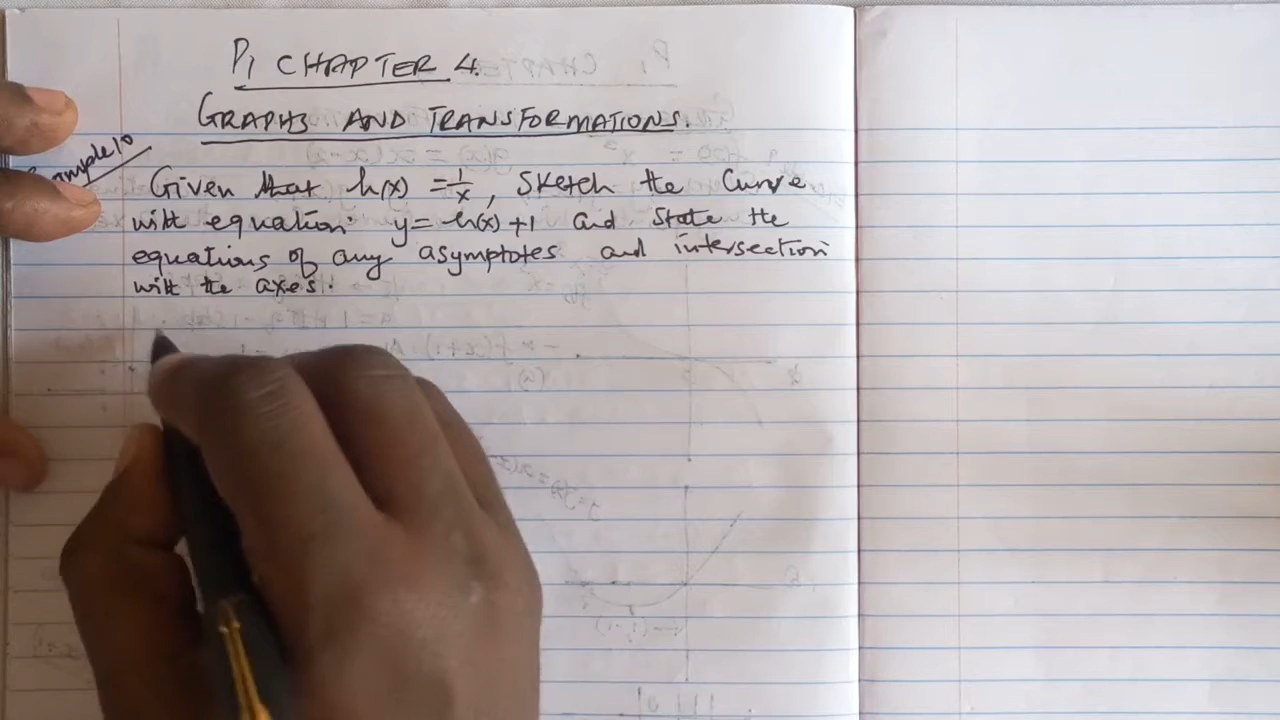 P1 CHAPTER 4.
GRAPHS AND TRANSFORMATIONS.
Example 10
Given that h(x) = 1/x, sketch the curve
with equation: y = h(x) + 1 and state the
equations of any asymptotes and intersection
with the axes.